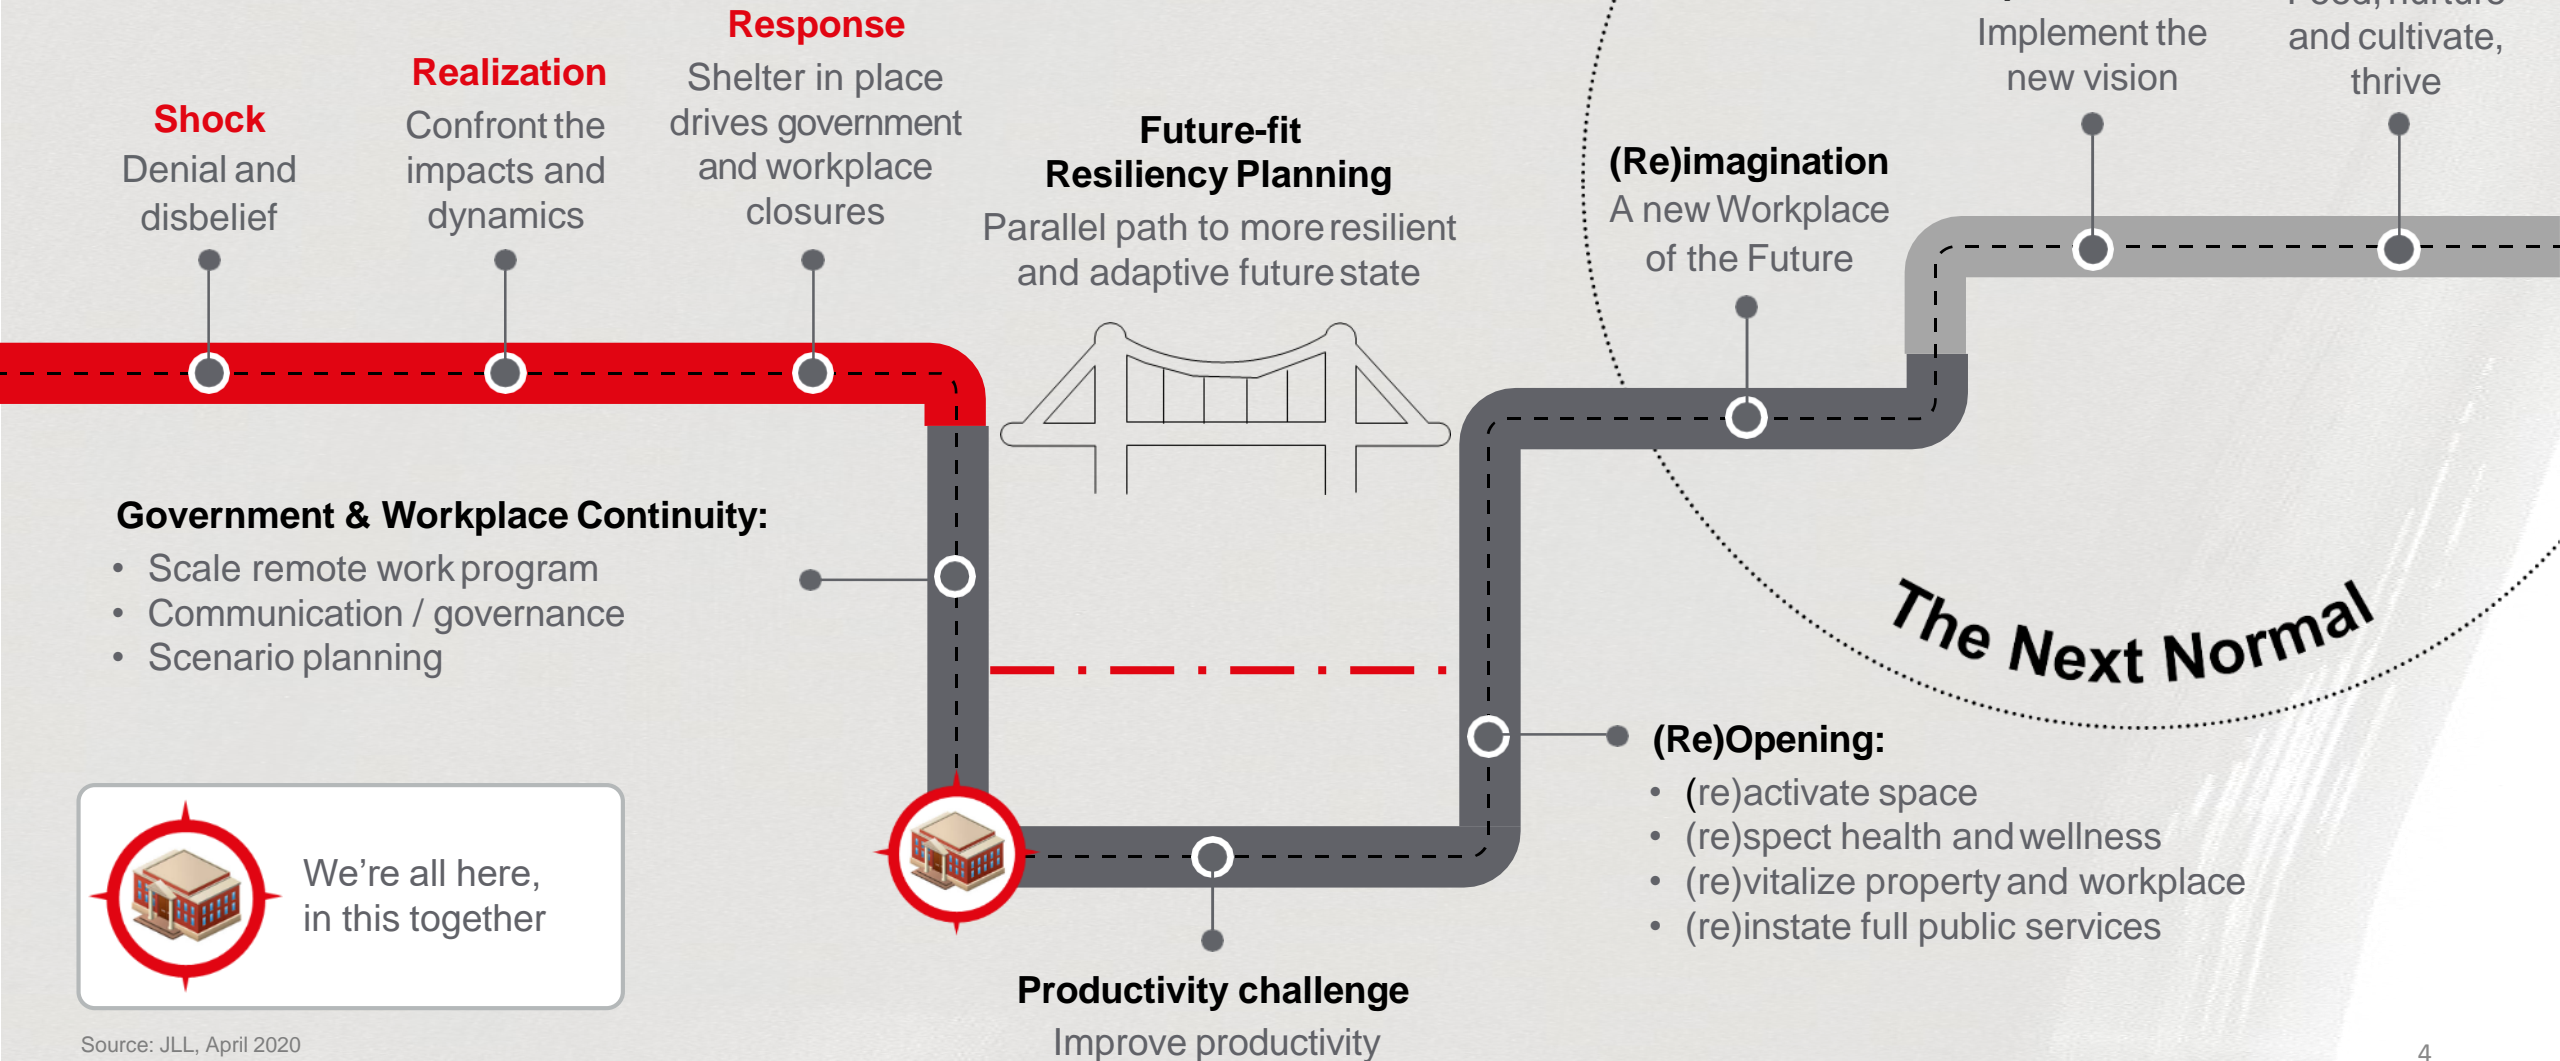 Response
Shelter in place
drives government
and workplace
closures
Realization
Confront the
impacts and
dynamics
Shock
Denial and
disbelief
Future-fit
Resiliency Planning
Parallel path to more resilient
and adaptive future state
(Re)imagination
A new Workplace
of the Future
Implement the
new vision
and cultivate,
thrive
Government & Workplace Continuity:
• Scale remote work program
• Communication / governance
• Scenario planning
The Next Normal
(Re)Opening:
• (re)activate space
• (re)spect health and wellness
• (re)vitalize property and workplace
• (re)instate full public services
We’re all here,
in this together
Productivity challenge
Improve productivity
Source: JLL, April 2020
4